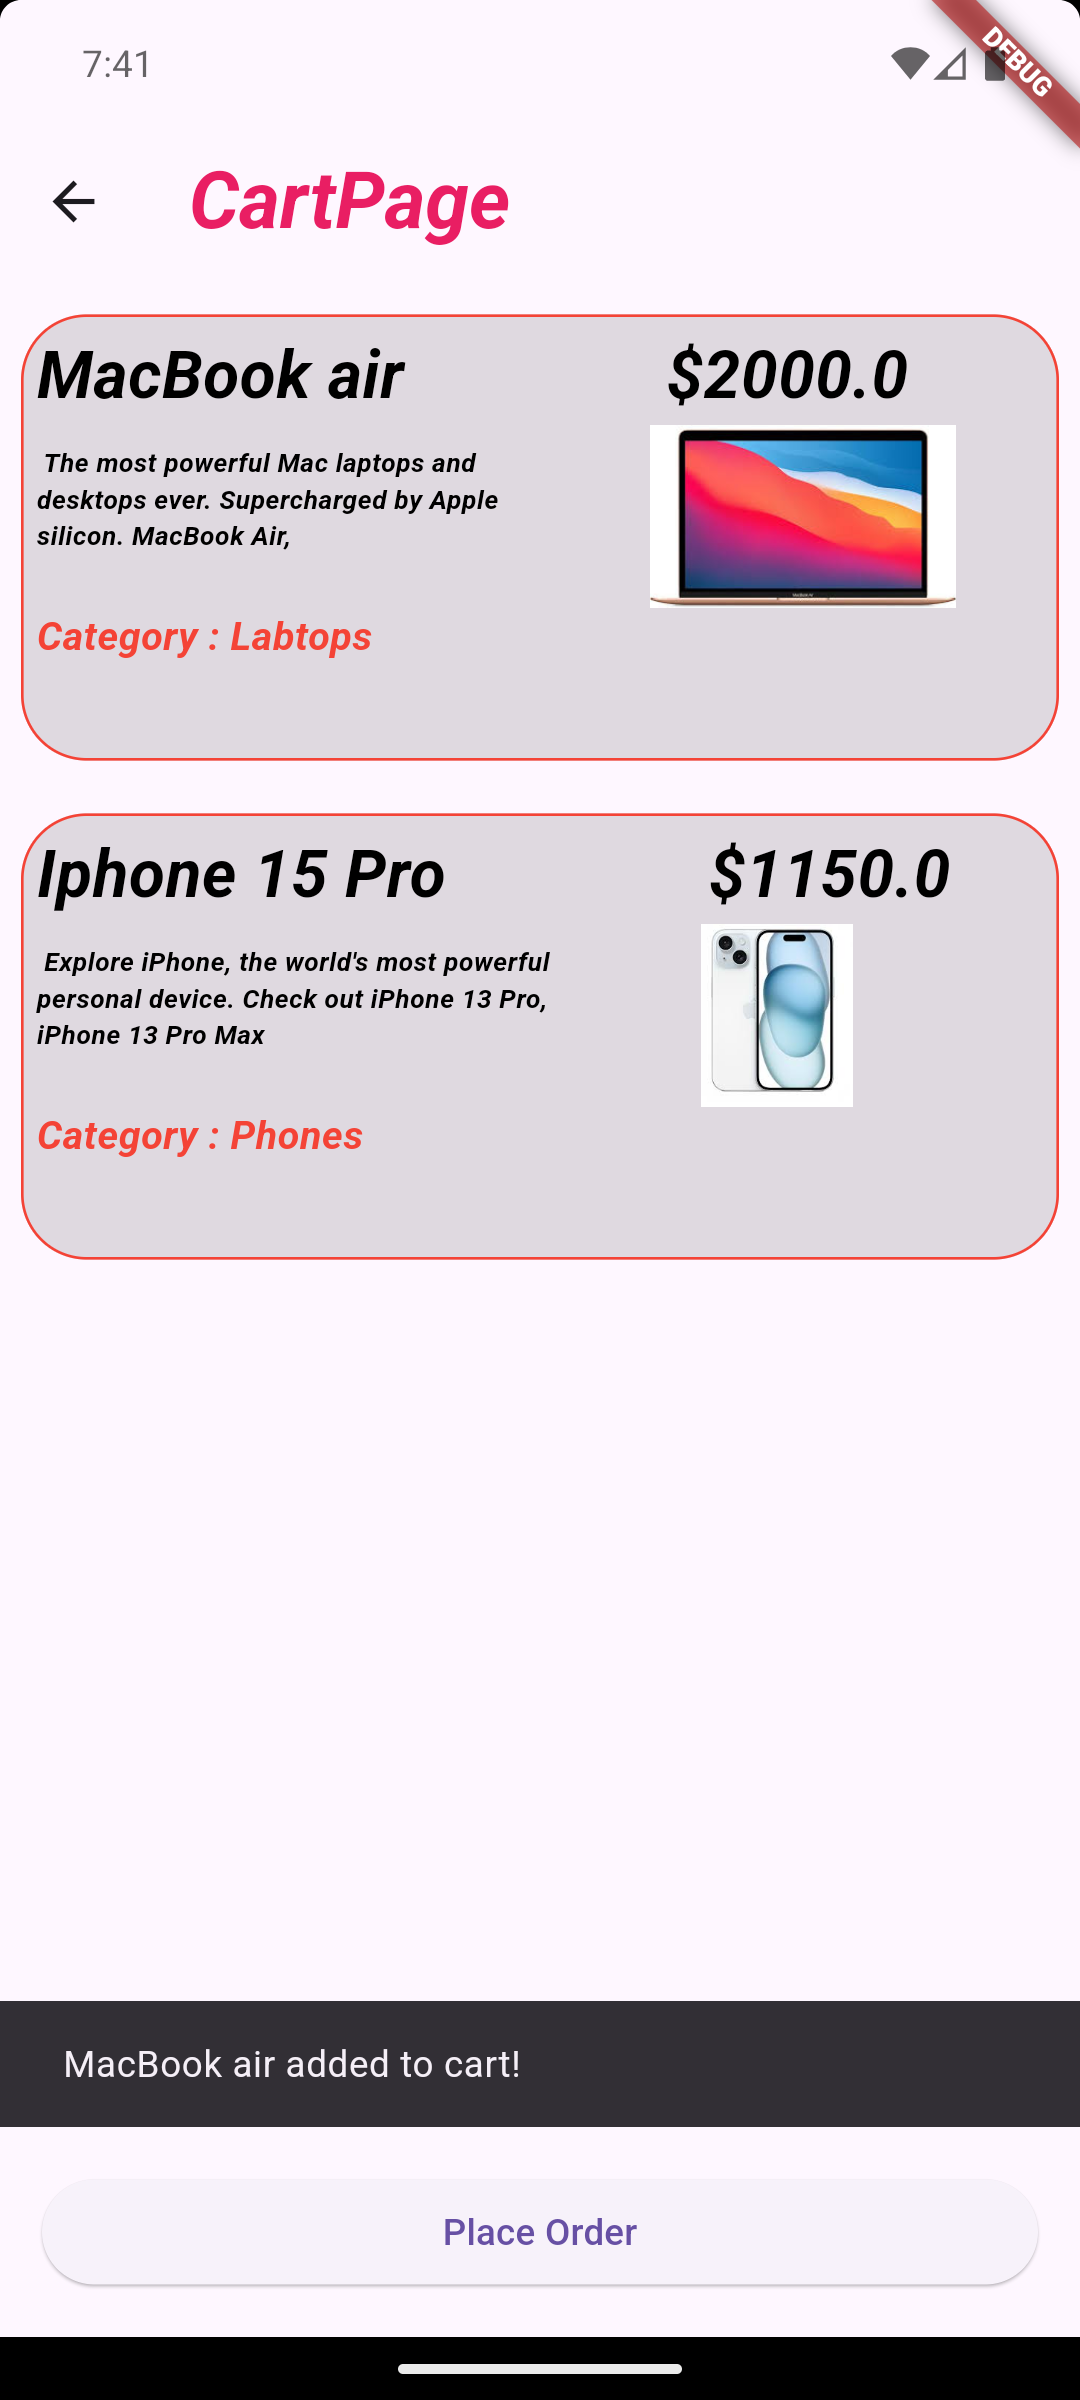 7:41
DEBUG
CartPage
MacBook air
$2000.0
The most powerful Mac laptops and
desktops ever. Supercharged by Apple
silicon. MacBook Air,
Category : Labtops
Iphone 15 Pro
$1150.0
Explore iPhone, the world's most powerful
personal device. Check out iPhone 13 Pro,
iPhone 13 Pro Max
Category : Phones
MacBook air added to cart!
Place Order